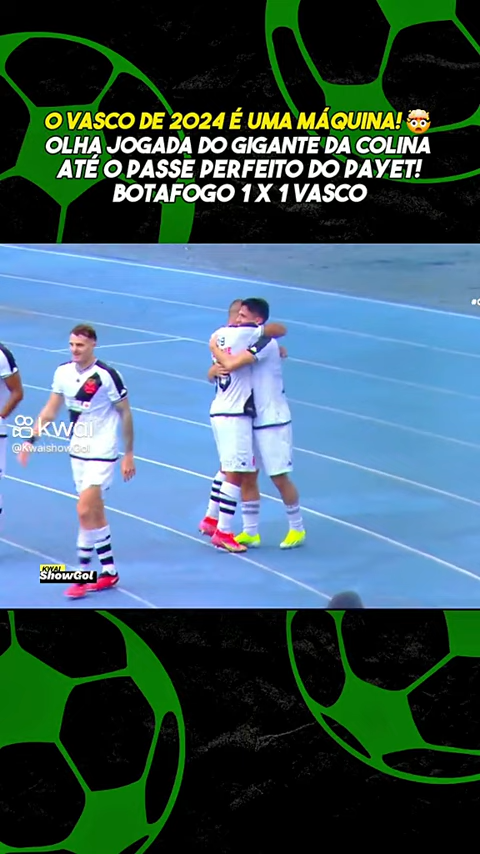 O VASCO DE 2024 É UMA MÁQUINA! 🤯
OLHA JOGADA DO GIGANTE DA COLINA
ATÉ O PASSE PERFEITO DO PAYET!
BOTAFOGO 1 X 1 VASCO
kwai
@KwaishowGol
KWAI
ShowGol